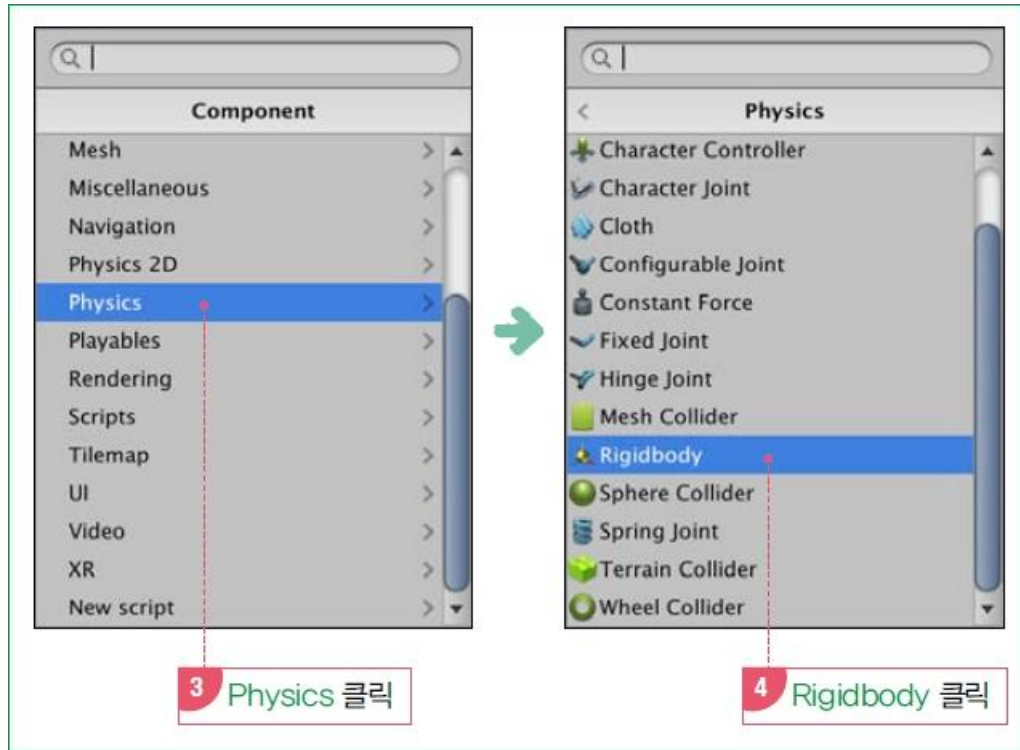 Component
Mesh
Miscellaneous
Navigation
Physics 2D
Physics
Playables
Rendering
Scripts
Tilemap
UI
Video
XR
New script
Physics
Character Controller
Character Joint
Cloth
Configurable Joint
Constant Force
Fixed Joint
Hinge Joint
Mesh Collider
Rigidbody
Sphere Collider
Spring Joint
Terrain Collider
Wheel Collider
3 Physics 클릭
4 Rigidbody 클릭